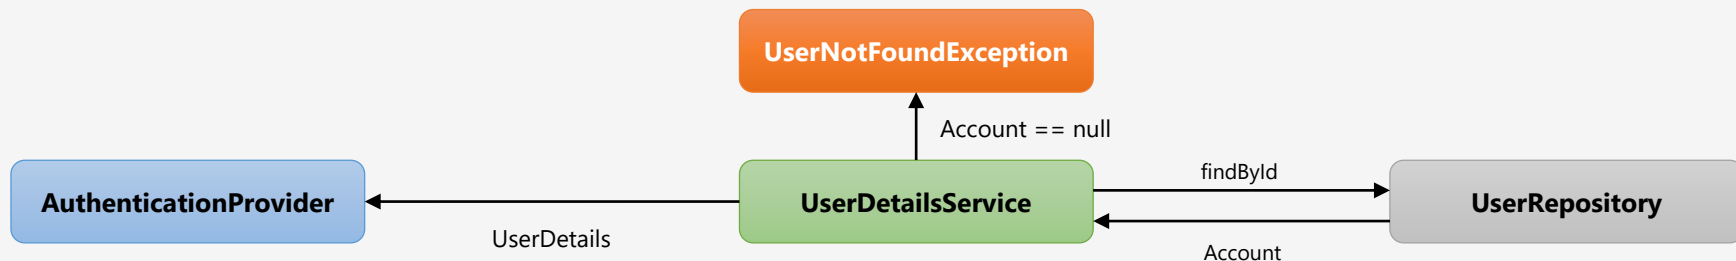 UserNotFoundException
Account == null
AuthenticationProvider
UserDetails
UserDetailsService
findById
Account
UserRepository